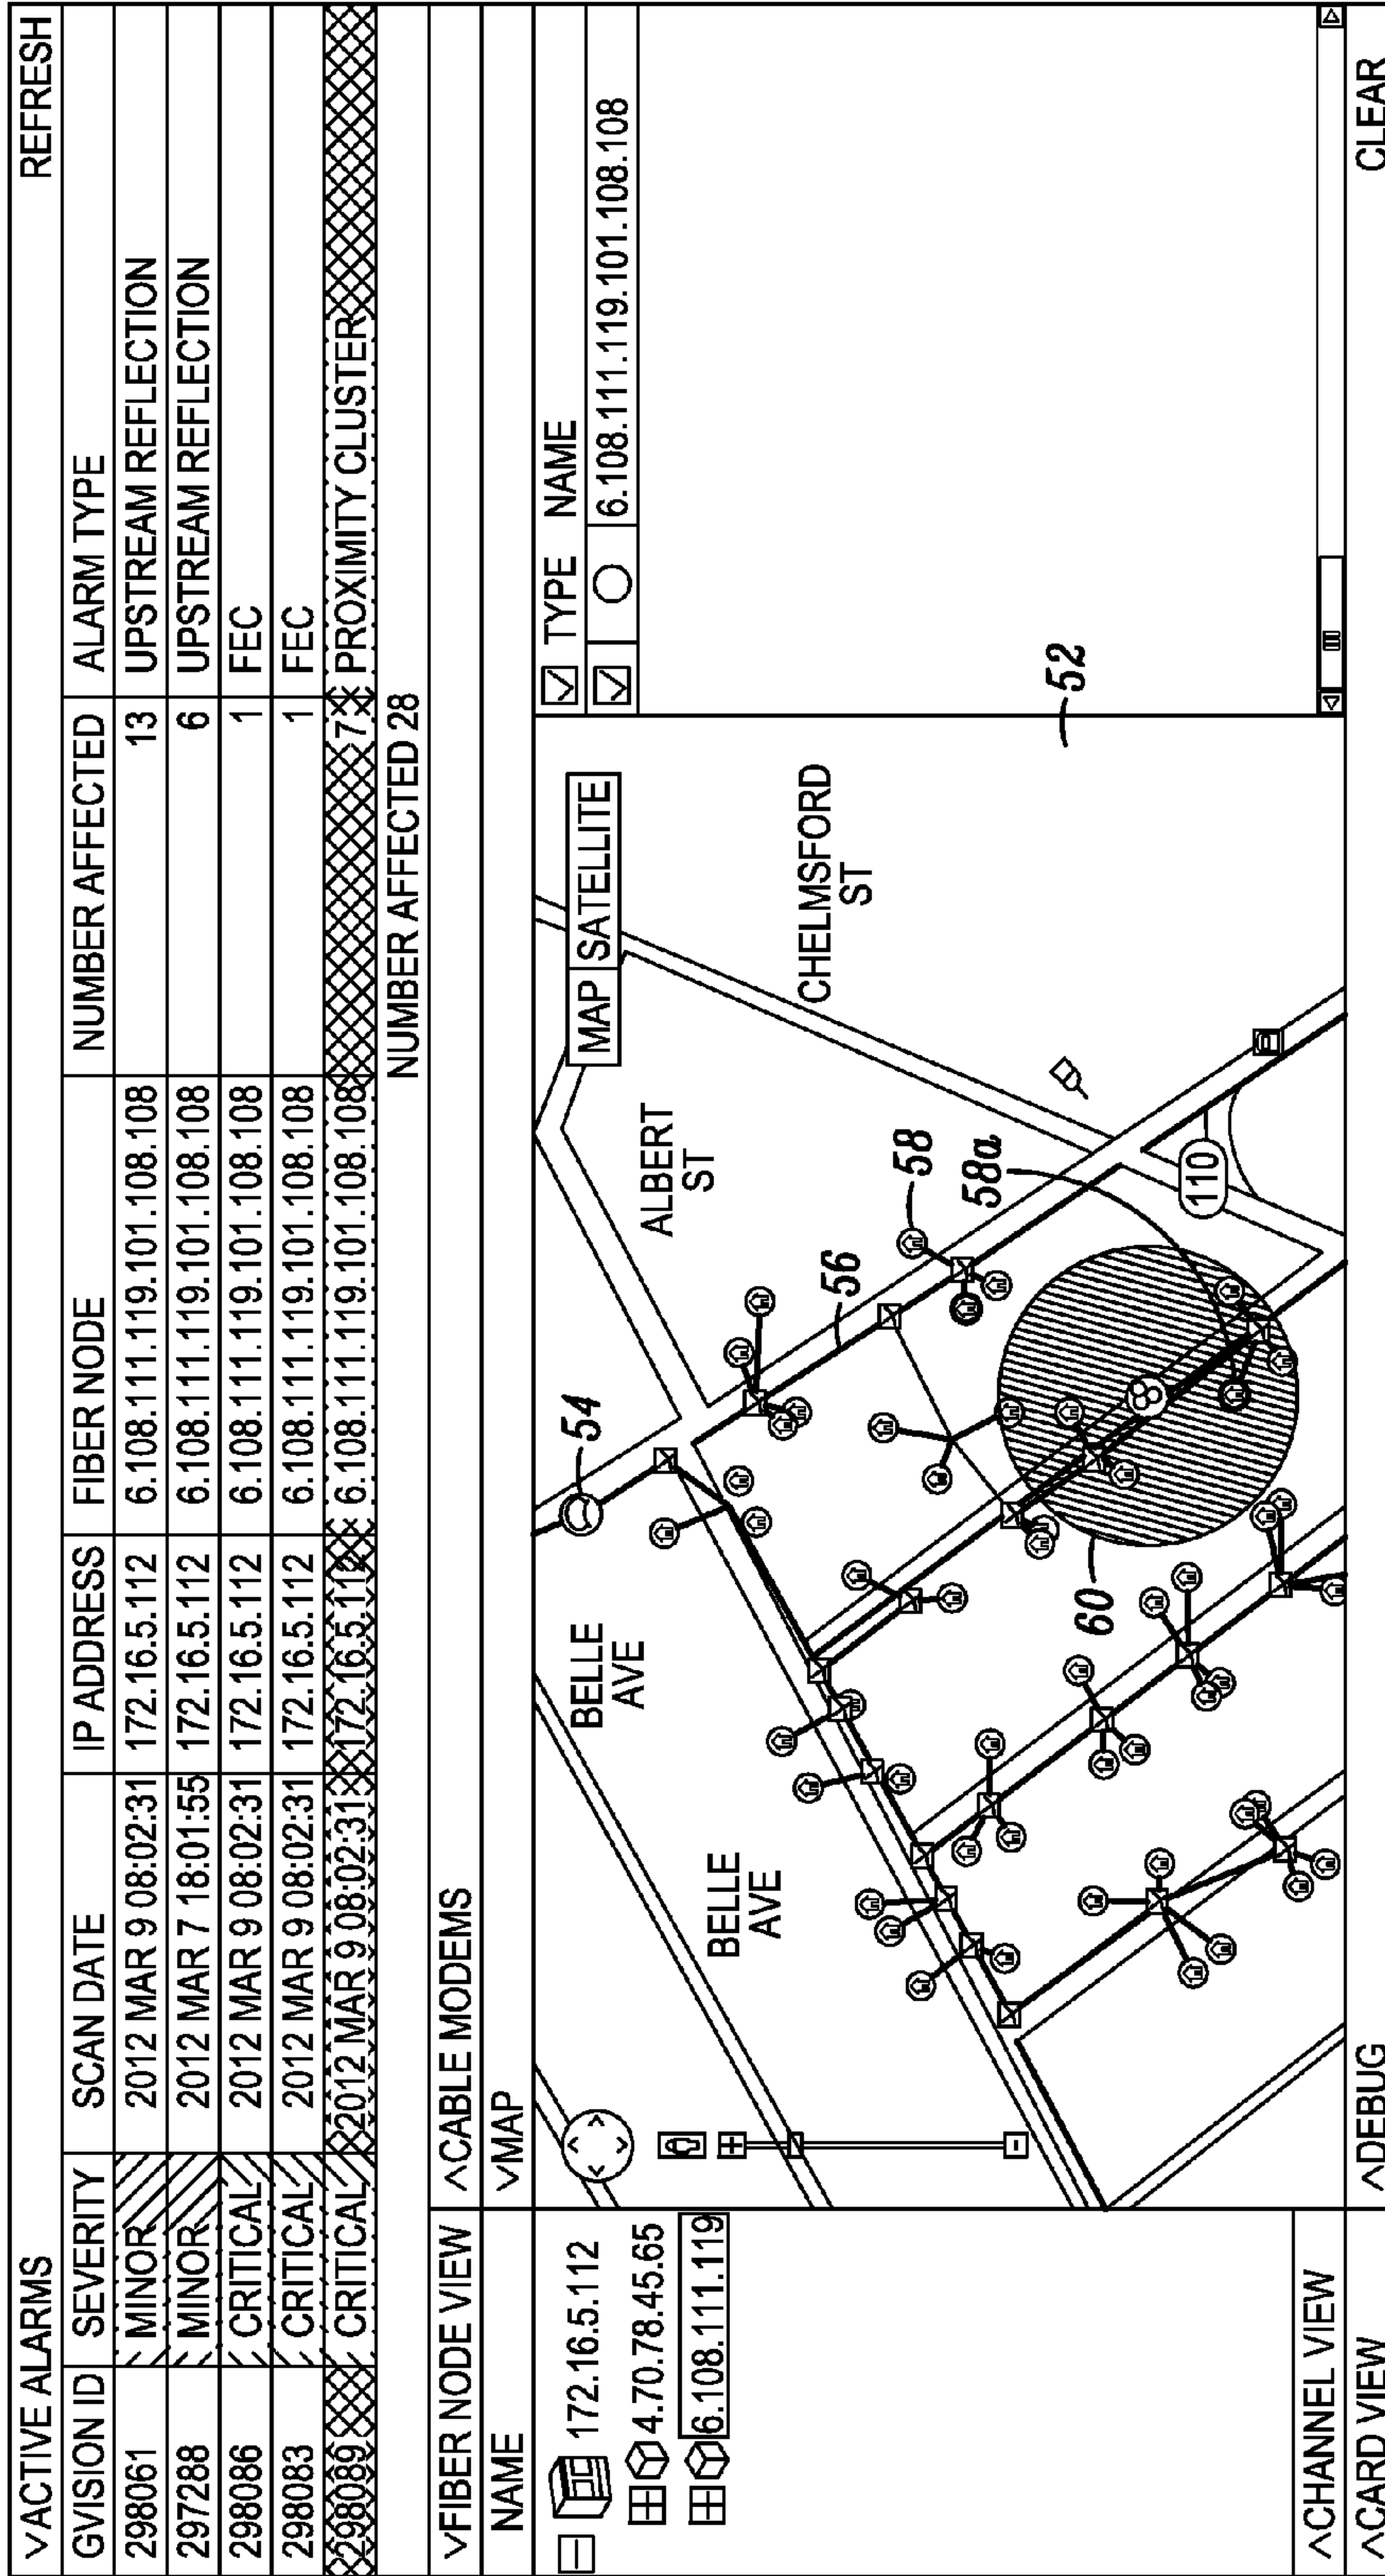 ˅ACTIVE ALARMS REFRESH
GVISION ID SEVERITY SCAN DATE IP ADDRESS FIBER NODE NUMBER AFFECTED ALARM TYPE
298061 MINOR 2012 MAR 9 08:02:31 172.16.5.112 6.108.111.119.101.108.108 13 UPSTREAM REFLECTION
297288 MINOR 2012 MAR 7 18:01:55 172.16.5.112 6.108.111.119.101.108.108 6 UPSTREAM REFLECTION
298086 CRITICAL 2012 MAR 9 08:02:31 172.16.5.112 6.108.111.119.101.108.108 1 FEC
298083 CRITICAL 2012 MAR 9 08:02:31 172.16.5.112 6.108.111.119.101.108.108 1 FEC
298089 CRITICAL 2012 MAR 9 08:02:31 172.16.5.112 6.108.111.119.101.108.108 7 PROXIMITY CLUSTER
NUMBER AFFECTED 28
˅FIBER NODE VIEW
NAME
172.16.5.112
4.70.78.45.65
6.108.111.119
^CHANNEL VIEW
^CARD VIEW
^CABLE MODEMS
˅MAP
MAP SATELLITE
BELLE
AVE
BELLE
AVE
54
ALBERT
ST
CHELMSFORD
ST
56
58
58a
60
110
52
TYPE NAME
6.108.111.119.101.108.108
^DEBUG
CLEAR